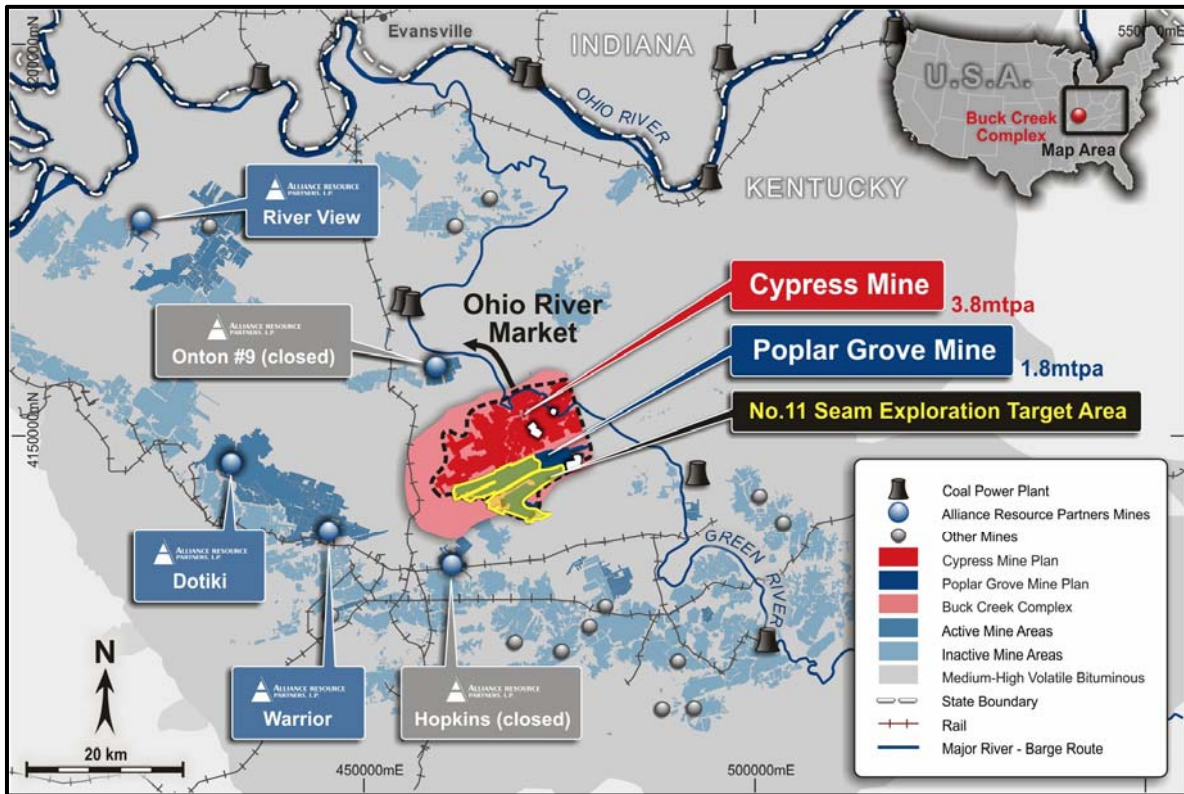 Evansville
INDIANA
OHIO RIVER
KENTUCKY
550000mE
U.S.A.
Buck Creek
Complex
Map Area
4200000mN
ALLIANCE RESOURCE
PARTNERS, L.P.
River View
ALLIANCE RESOURCE
PARTNERS, L.P.
Onton #9 (closed)
Ohio River
Market
Cypress Mine
3.8mtpa
Poplar Grove Mine
1.8mtpa
No.11 Seam Exploration Target Area
4150000mN
ALLIANCE RESOURCE
PARTNERS, L.P.
Dotiki
ALLIANCE RESOURCE
PARTNERS, L.P.
Warrior
ALLIANCE RESOURCE
PARTNERS, L.P.
Hopkins (closed)
GREEN RIVER
Coal Power Plant
Alliance Resource Partners Mines
Other Mines
Cypress Mine Plan
Poplar Grove Mine Plan
Buck Creek Complex
Active Mine Areas
Inactive Mine Areas
Medium-High Volatile Bituminous
State Boundary
Rail
Major River - Barge Route
N
20 km
450000mE
500000mE